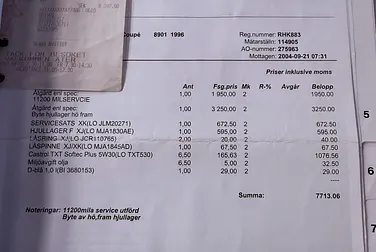 Coupé 8901 1996
Reg.nummer: RHK883
Mätarställn: 114905
AO-nummer: 275963
Mottagen: 2004-09-21 07:31
Priser inklusive moms
Ant Fsg.pris Mk R-% Avgår Belopp
Åtgärd enl spec: 1,00 1 950,00 2 1950.00
11200 MILSERVCIE
Åtgärd enl spec: 1,00 3 250,00 2 3250.00
Byte hjullager hö fram
SERVICESATS XK(LO JLM20271) 1,00 672,50 2 672.50
HJULLAGER F XJ(LO MJA1830AE) 1,00 595,00 2 595.00
LÅSRING XJ(LO JCR110765) 2,00 20,00 2 40.00
LÅSPINNE XJ/XK(LO MJA1845AD) 1,00 67,50 2 67.50
Castrol TXT Softec Plus 5W30(LO TXT530) 6,50 165,63 2 1076.56
Miljöavgift olja 6,50 5,00 2 32.50
D-blå 1,0 (BI 3680153) 1,00 29,00 2 29.00
Summa: 7713.06
Noteringar: 11200mila service utförd
Byte av hö,fram hjullager
5
6
7